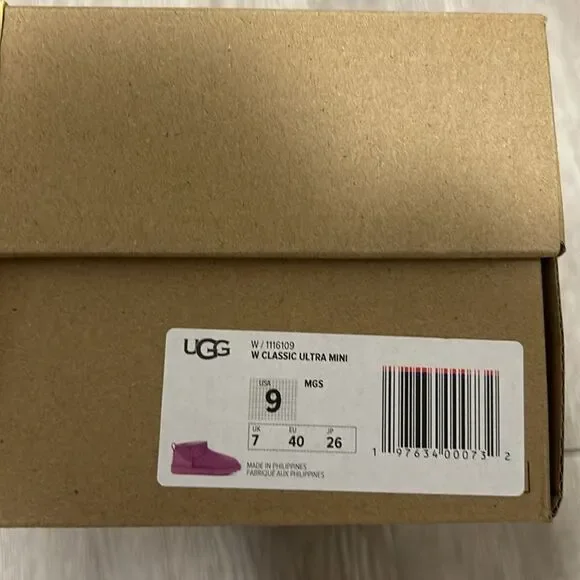 UGG
W / 1116109
W CLASSIC ULTRA MINI
USA
9
MGS
UK EU JP
7 40 26
MADE IN PHILIPPINES
FABRIQUÉ AUX PHILIPPINES
1 97634 00073 2